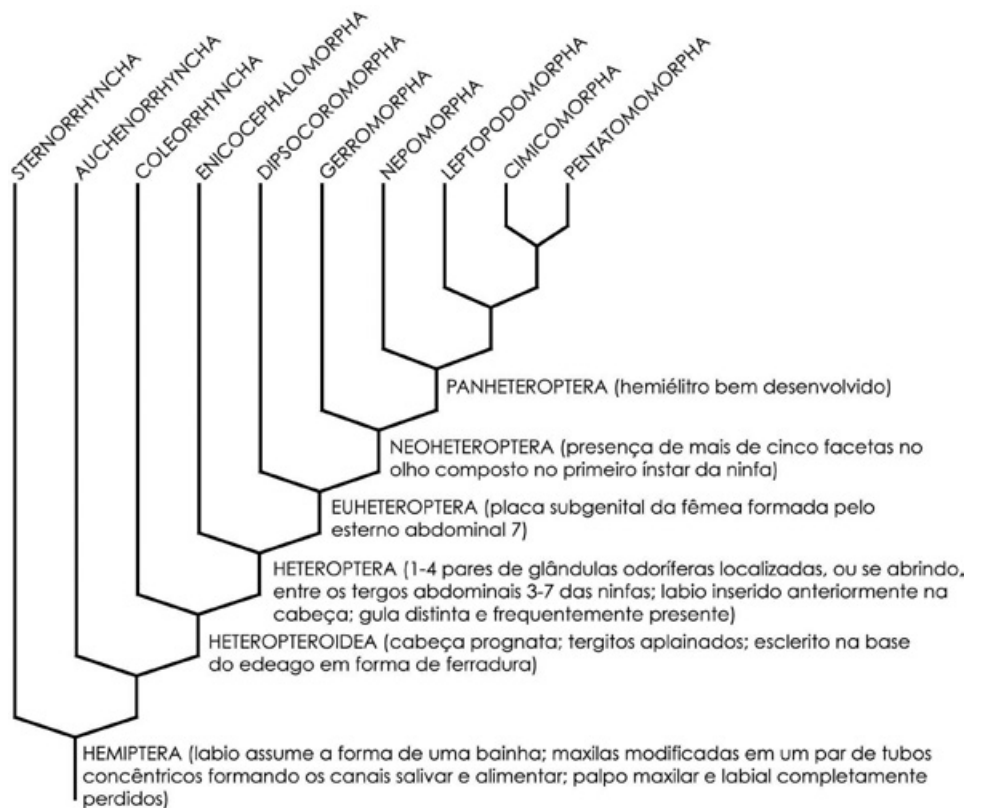 STERNORRHYNCHA
AUCHENORRHYNCHA
COLEORRHYNCHA
ENICOCEPHALOMORPHA
DIPSOCOROMORPHA
GERROMORPHA
NEPOMORPHA
LEPTOPODOMORPHA
CIMICOMORPHA
PENTATOMOMORPHA
PANHETEROPTERA (hemiélitro bem desenvolvido)
NEOHETEROPTERA (presença de mais de cinco facetas no
olho composto no primeiro ínstar da ninfa)
EUHETEROPTERA (placa subgenital da fêmea formada pelo
esterno abdominal 7)
HETEROPTERA (1-4 pares de glândulas odoríferas localizadas, ou se abrindo,
entre os tergos abdominais 3-7 das ninfas; labio inserido anteriormente na
cabeça; gula distinta e frequentemente presente)
HETEROPTEROIDEA (cabeça prognata; tergitos aplainados; esclerito na base
do edeago em forma de ferradura)
HEMIPTERA (labio assume a forma de uma bainha; maxilas modificadas em um par de tubos
concêntricos formando os canais salivar e alimentar; palpo maxilar e labial completamente
perdidos)